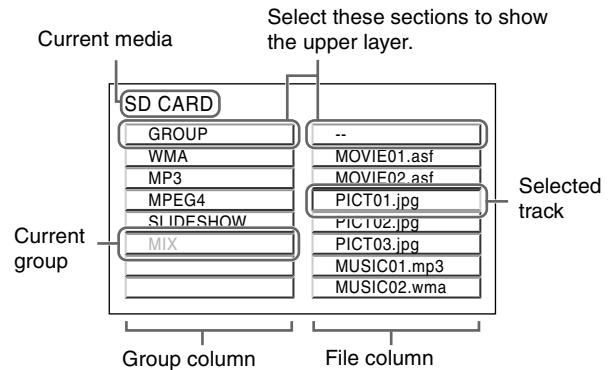 Select these sections to show
the upper layer.
Current media
SD CARD
GROUP
WMA
MP3
MPEG4
SLIDESHOW
MIX
--
MOVIE01.asf
MOVIE02.asf
PICT01.jpg
PICT02.jpg
PICT03.jpg
MUSIC01.mp3
MUSIC02.wma
Selected
track
Current
group
Group column
File column